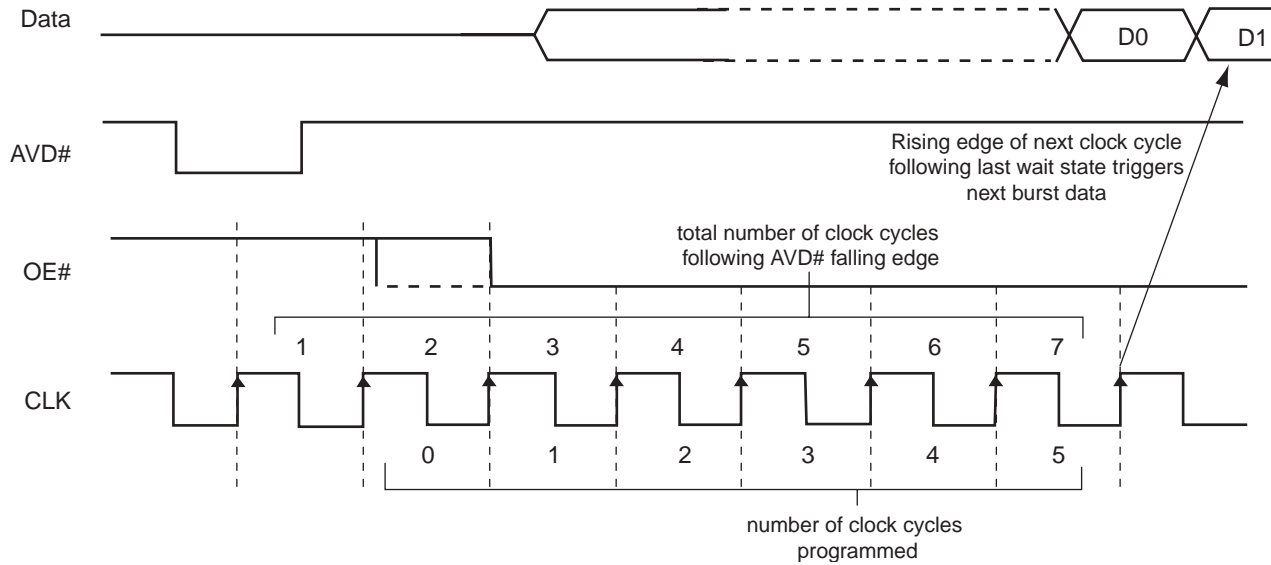 Data
D0
D1
AVD#
Rising edge of next clock cycle
following last wait state triggers
next burst data
total number of clock cycles
following AVD# falling edge
OE#
1 2 3 4 5 6 7
CLK
0 1 2 3 4 5
number of clock cycles
programmed